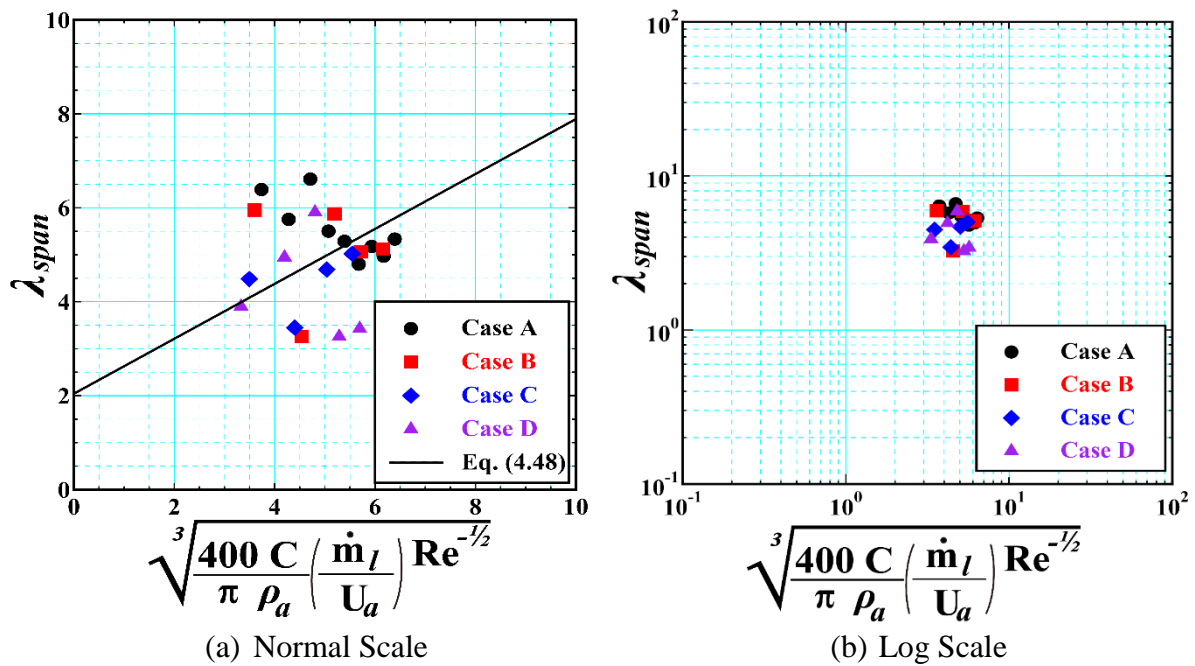 10
8
6
4
2
0
λspan
0 2 4 6 8 10
Case A
Case B
Case C
Case D
Eq. (4.48)
∛(400 C / π ρa (ṁl / Ua) Re^-½)
(a) Normal Scale
10²
10¹
10⁰
10⁻¹
λspan
10⁻¹ 10⁰ 10¹ 10²
Case A
Case B
Case C
Case D
∛(400 C / π ρa (ṁl / Ua) Re^-½)
(b) Log Scale